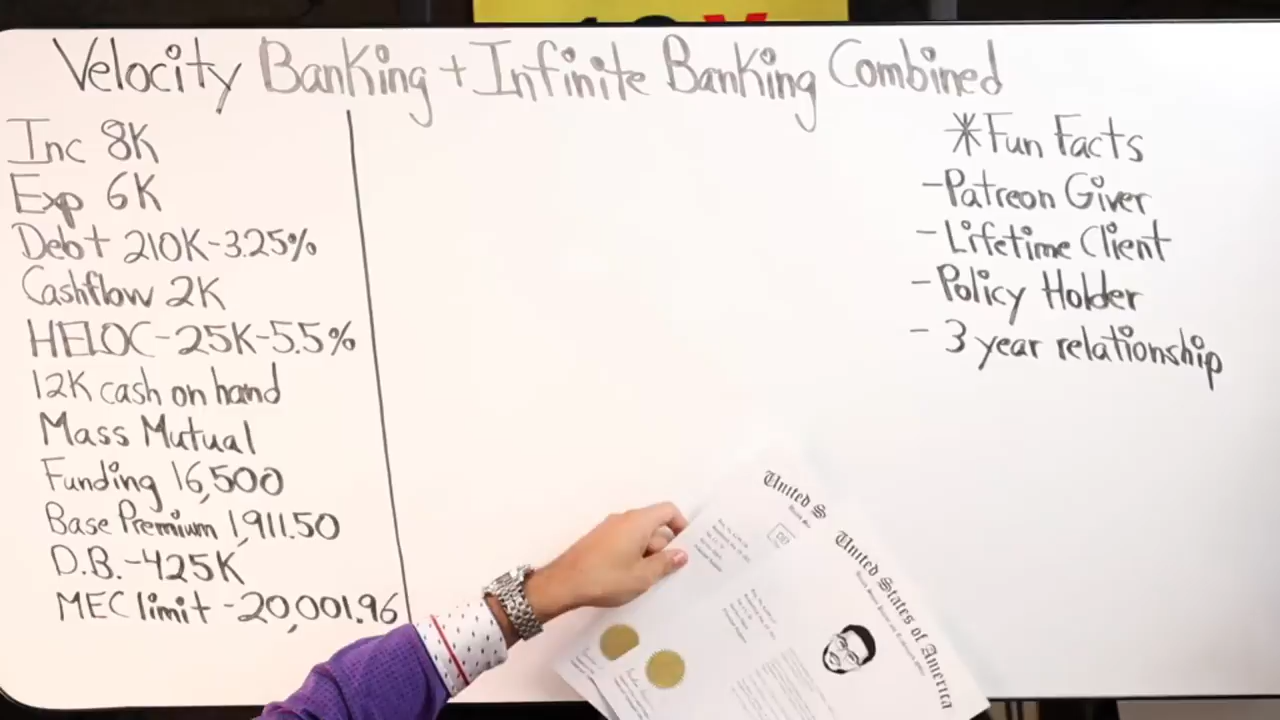 Velocity Banking + Infinite Banking Combined
Inc 8K
Exp 6K
Debt 210K-3.25%
Cashflow 2K
HELOC-25K-5.5%
12K cash on hand
Mass Mutual
Funding 16,500
Base Premium 1,911.50
D.B.-425K
MEC limit -20,001.96
*Fun Facts
-Patreon Giver
-Lifetime Client
-Policy Holder
- 3 year relationship
United S
United States of America